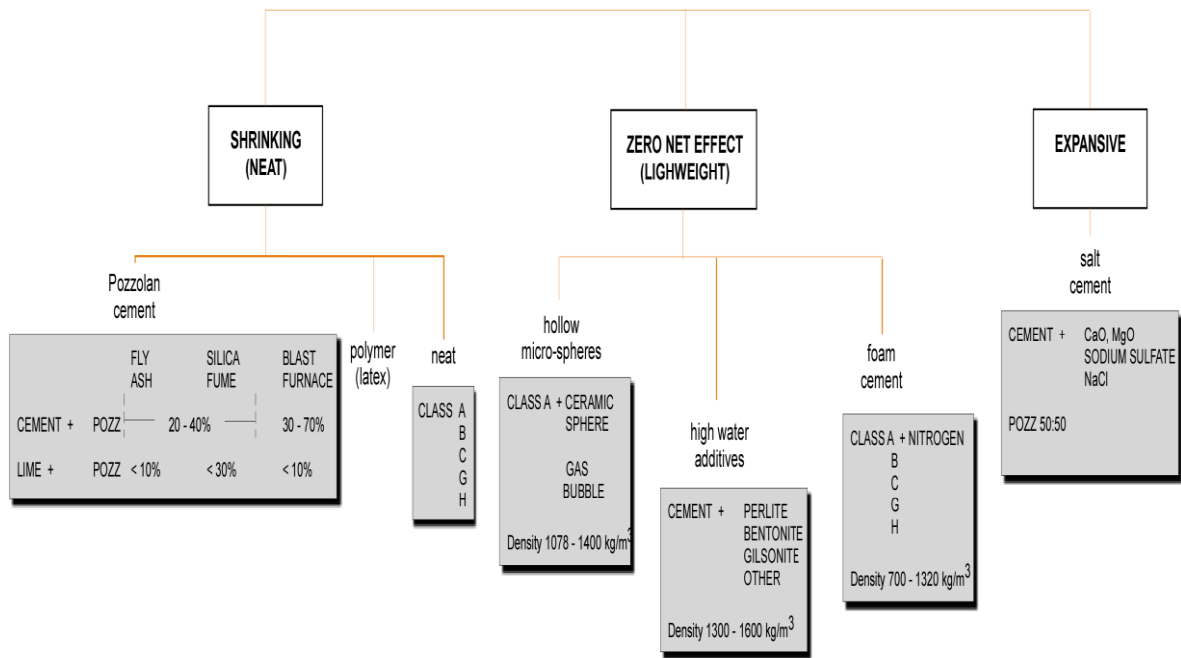 SHRINKING
(NEAT)
ZERO NET EFFECT
(LIGHWEIGHT)
EXPANSIVE
Pozzolan
cement
FLY SILICA BLAST
ASH FUME FURNACE
CEMENT + POZZ 20 - 40% 30 - 70%
LIME + POZZ < 10% < 30% < 10%
polymer
(latex)
neat
CLASS A
B
C
G
H
hollow
micro-spheres
CLASS A + CERAMIC
SPHERE
GAS
BUBBLE
Density 1078 - 1400 kg/m3
high water
additives
CEMENT + PERLITE
BENTONITE
GILSONITE
OTHER
Density 1300 - 1600 kg/m3
foam
cement
CLASS A + NITROGEN
B
C
G
H
Density 700 - 1320 kg/m3
salt
cement
CEMENT + CaO, MgO
SODIUM SULFATE
NaCl
POZZ 50:50